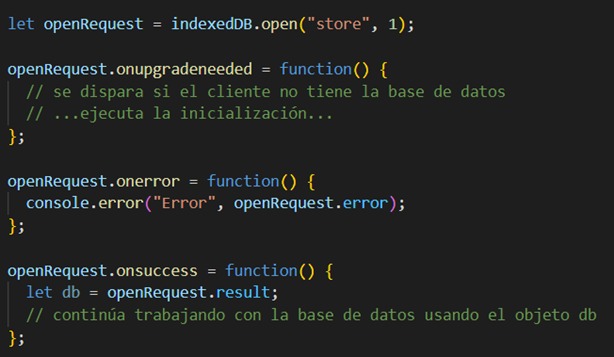 let openRequest = indexedDB.open("store", 1);
openRequest.onupgradeneeded = function() {
// se dispara si el cliente no tiene la base de datos
// ...ejecuta la inicialización...
};
openRequest.onerror = function() {
console.error("Error", openRequest.error);
};
openRequest.onsuccess = function() {
let db = openRequest.result;
// continúa trabajando con la base de datos usando el objeto db
};